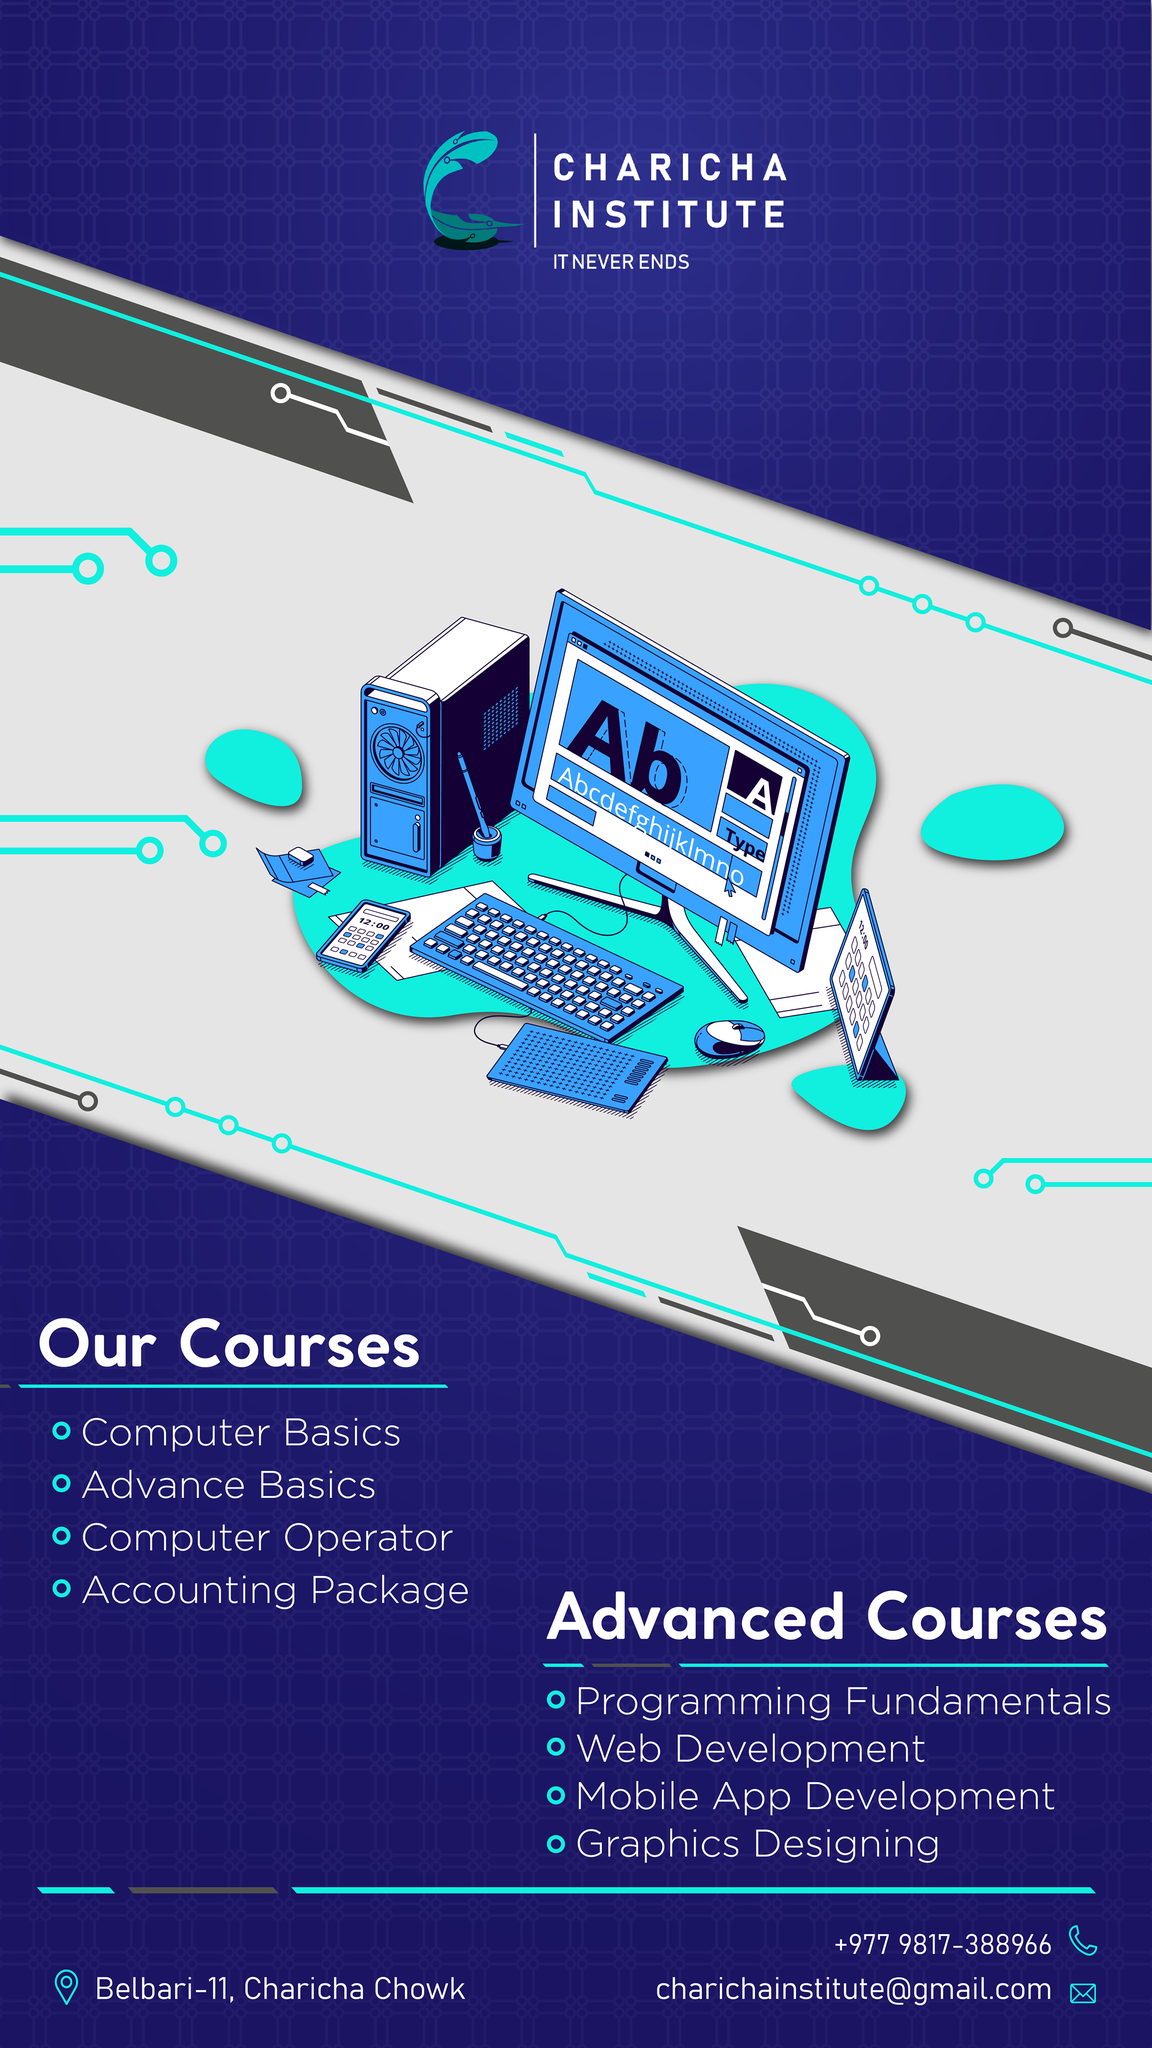 CHARICHA
INSTITUTE
IT NEVER ENDS
Ab
A
Abcdefghijklmno
Type
12:00
12:00
Our Courses
Computer Basics
Advance Basics
Computer Operator
Accounting Package
Advanced Courses
Programming Fundamentals
Web Development
Mobile App Development
Graphics Designing
+977 9817-388966
Belbari-11, Charicha Chowk
charichainstitute@gmail.com